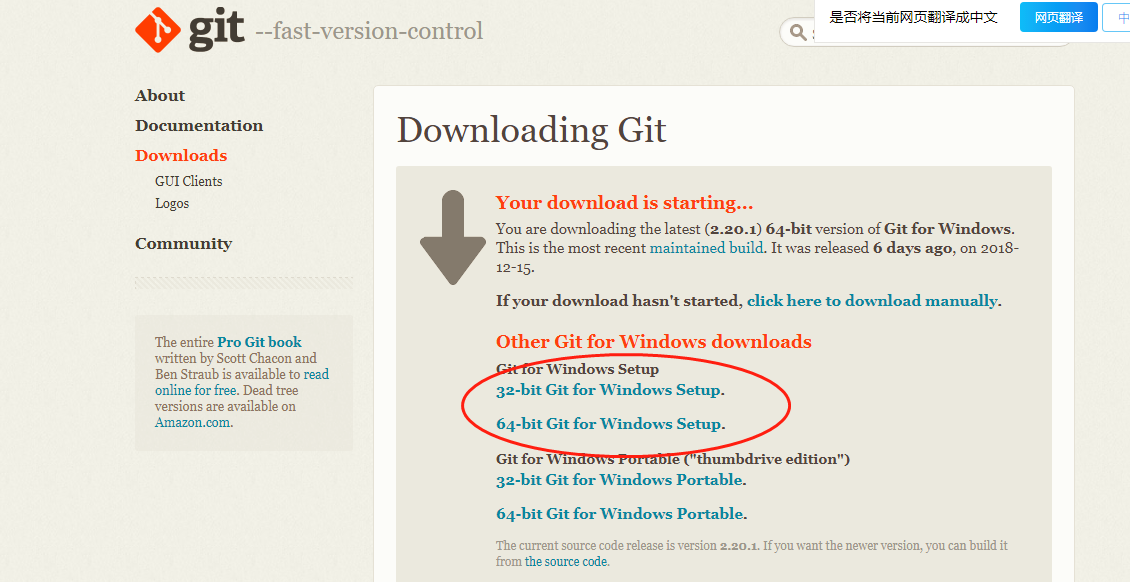 git --fast-version-control
是否将当前网页翻译成中文
网页翻译
中
About
Documentation
Downloads
GUI Clients
Logos
Community
The entire Pro Git book
written by Scott Chacon and
Ben Straub is available to read
online for free. Dead tree
versions are available on
Amazon.com.
Downloading Git
Your download is starting...
You are downloading the latest (2.20.1) 64-bit version of Git for Windows.
This is the most recent maintained build. It was released 6 days ago, on 2018-
12-15.
If your download hasn't started, click here to download manually.
Other Git for Windows downloads
Git for Windows Setup
32-bit Git for Windows Setup.
64-bit Git for Windows Setup.
Git for Windows Portable ("thumbdrive edition")
32-bit Git for Windows Portable.
64-bit Git for Windows Portable.
The current source code release is version 2.20.1. If you want the newer version, you can build it
from the source code.